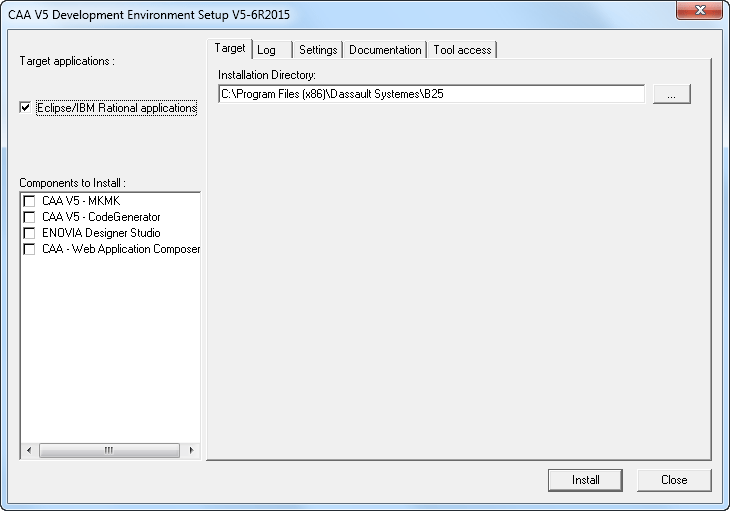 CAA V5 Development Environment Setup V5-6R2015
Target applications :
Eclipse/IBM Rational applications
Components to Install :
CAA V5 - MKMK
CAA V5 - CodeGenerator
ENOVIA Designer Studio
CAA - Web Application Composer
Target Log Settings Documentation Tool access
Installation Directory:
C:\Program Files (x86)\Dassault Systemes\B25
...
Install Close